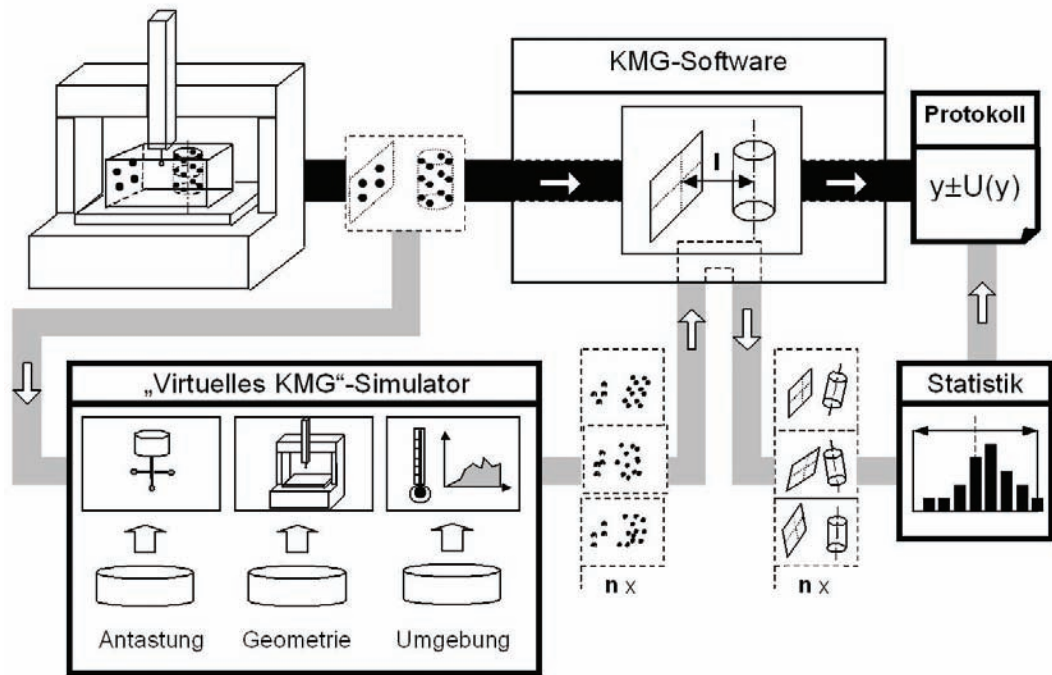 KMG-Software
l
Protokoll
y±U(y)
„Virtuelles KMG“-Simulator
Antastung
Geometrie
Umgebung
n x
n x
Statistik